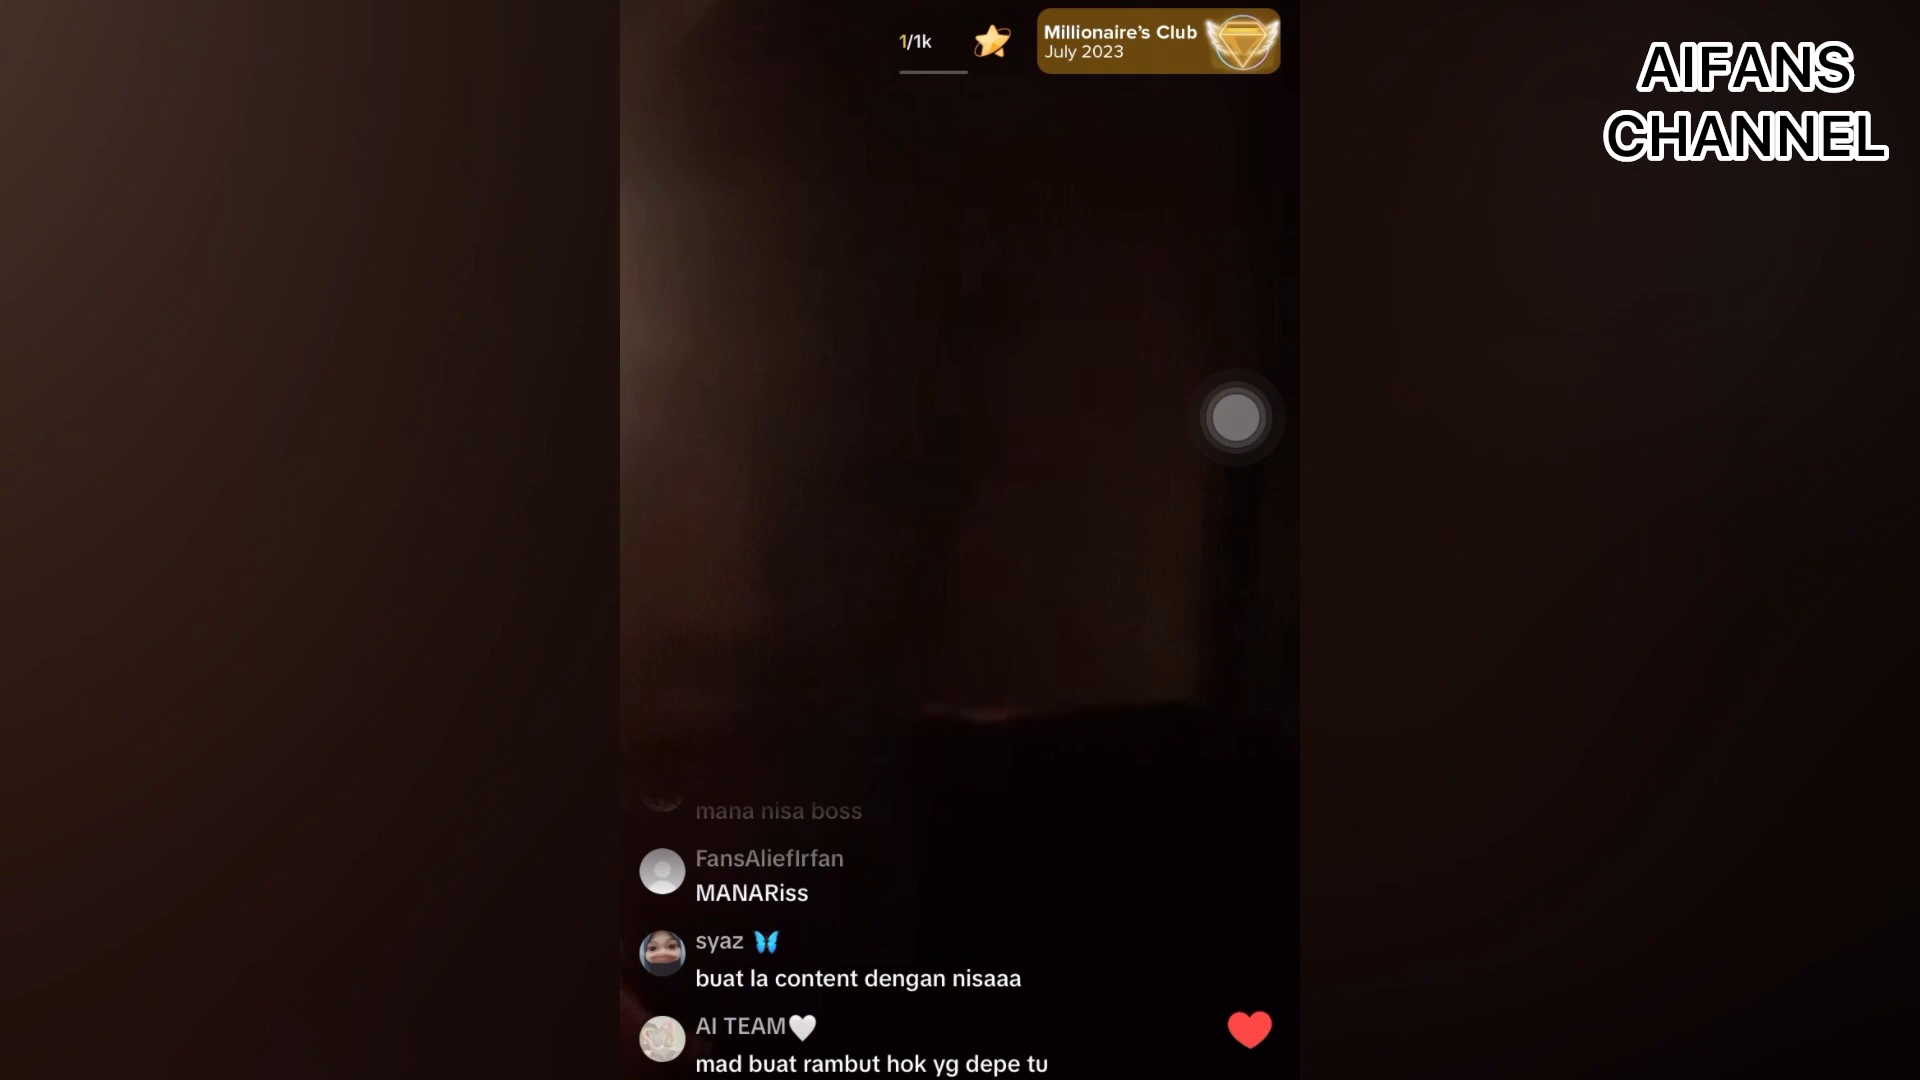 1/1k
Millionaire's Club
July 2023
AIFANS
CHANNEL
mana nisa boss
FansAliefIrfan
MANARiss
syaz 🦋
buat la content dengan nisaaa
AI TEAM🤍
mad buat rambut hok yg depe tu